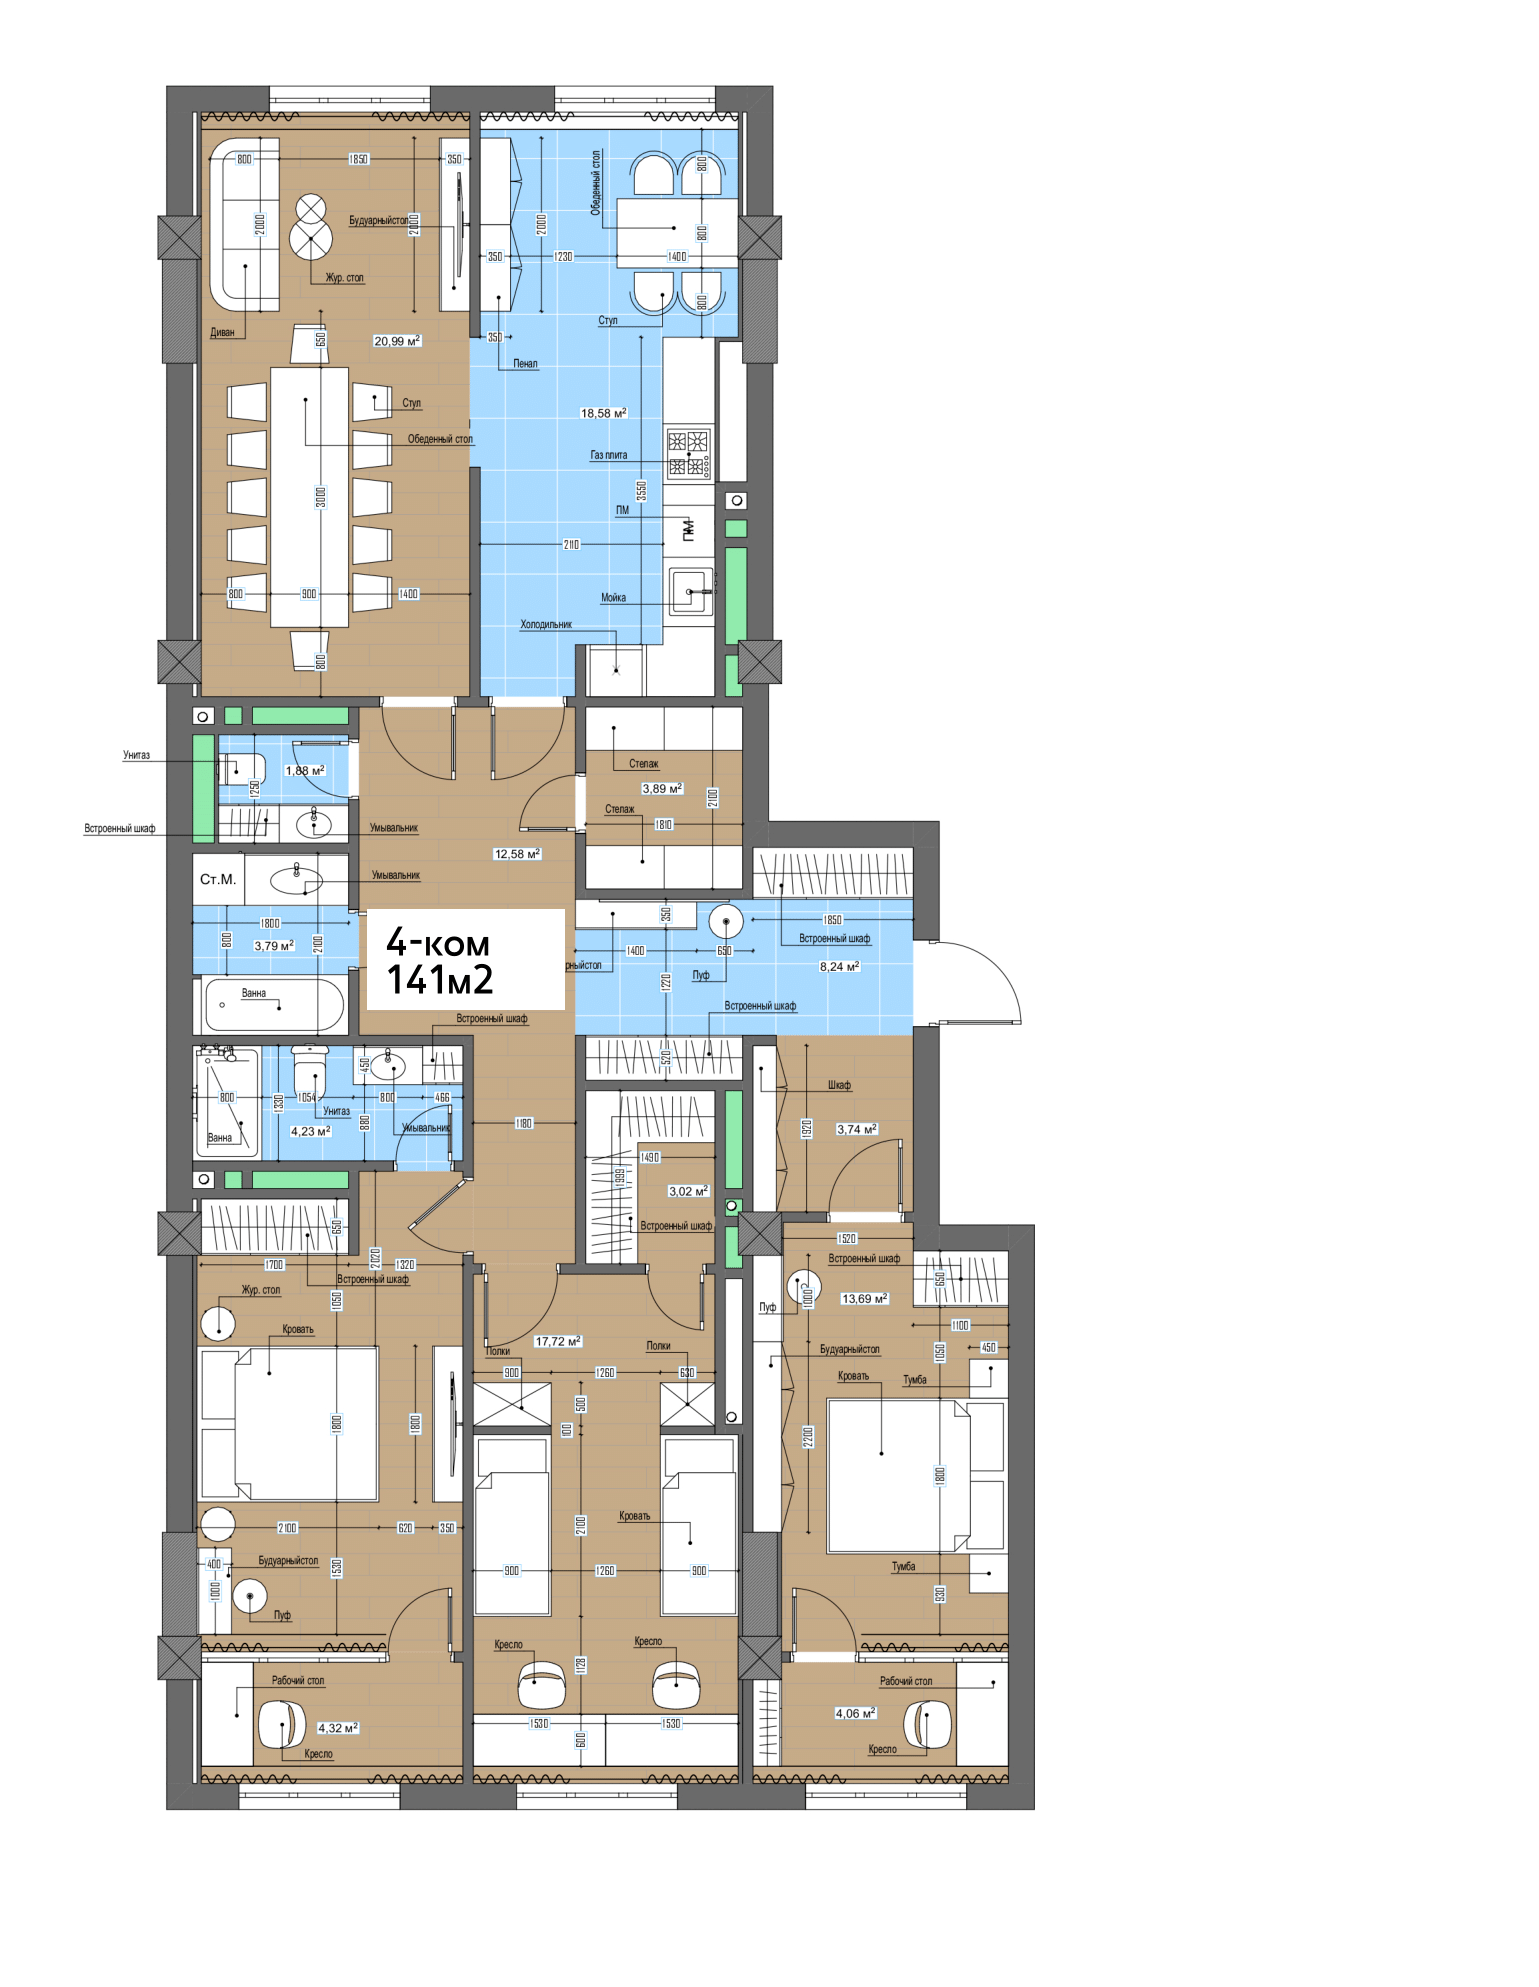 800
1850
350
2000
2000
Будуарныйстол
Жур. стол
Диван
650
20,99 м²
Стул
Обеденный стол
3000
800
900
1400
800
Обеденный стол
800
2000
350
1230
1400
800
800
Стул
350
Пенал
18,58 м²
Газ плита
3550
ПМ
ПМ
2110
Мойка
Холодильник
Унитаз
1,88 м²
1250
Встроенный шкаф
Умывальник
12,58 м²
Стелаж
3,89 м²
2100
Стелаж
1810
Ст.М.
Умывальник
1800
800
3,79 м²
2100
Ванна
4-ком
141м2
рныйстол
350
1400
650
1220
Пуф
1850
Встроенный шкаф
8,24 м²
Встроенный шкаф
Встроенный шкаф
520
450
800
1330
1054
800
466
Унитаз
880
4,23 м²
Умывальник
Ванна
1180
Шкаф
1920
3,74 м²
1490
1999
3,02 м²
Встроенный шкаф
650
2020
1700
1320
Встроенный шкаф
Жур. стол
1050
Кровать
1800
1800
2100
620
350
400
Будуарныйстол
1530
1000
Пуф
Рабочий стол
4,32 м²
Кресло
17,72 м²
Полки
Полки
900
1260
630
500
100
Кровать
2100
900
1260
900
Кресло
Кресло
1128
1530
1530
600
1520
Встроенный шкаф
650
Пуф
1000
13,69 м²
1100
1050
450
Будуарныйстол
Кровать
Тумба
2200
1800
Тумба
930
Рабочий стол
4,06 м²
Кресло